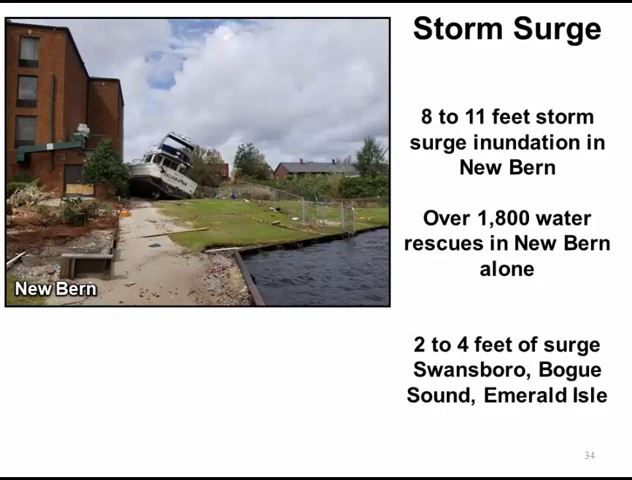 Storm Surge
8 to 11 feet storm
surge inundation in
New Bern
Over 1,800 water
rescues in New Bern
alone
New Bern
2 to 4 feet of surge
Swansboro, Bogue
Sound, Emerald Isle
34